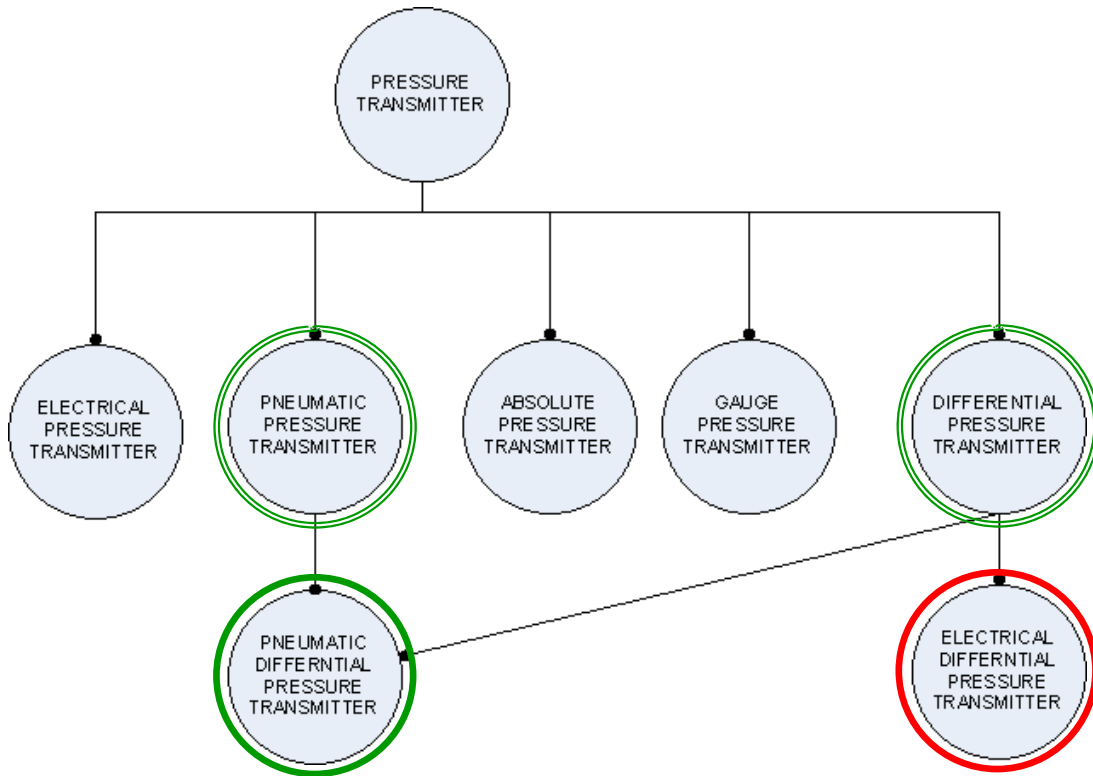 PRESSURE
TRANSMITTER
ELECTRICAL
PRESSURE
TRANSMITTER
PNEUMATIC
PRESSURE
TRANSMITTER
ABSOLUTE
PRESSURE
TRANSMITTER
GAUGE
PRESSURE
TRANSMITTER
DIFFERENTIAL
PRESSURE
TRANSMITTER
PNEUMATIC
DIFFERNTIAL
PRESSURE
TRANSMITTER
ELECTRICAL
DIFFERNTIAL
PRESSURE
TRANSMITTER